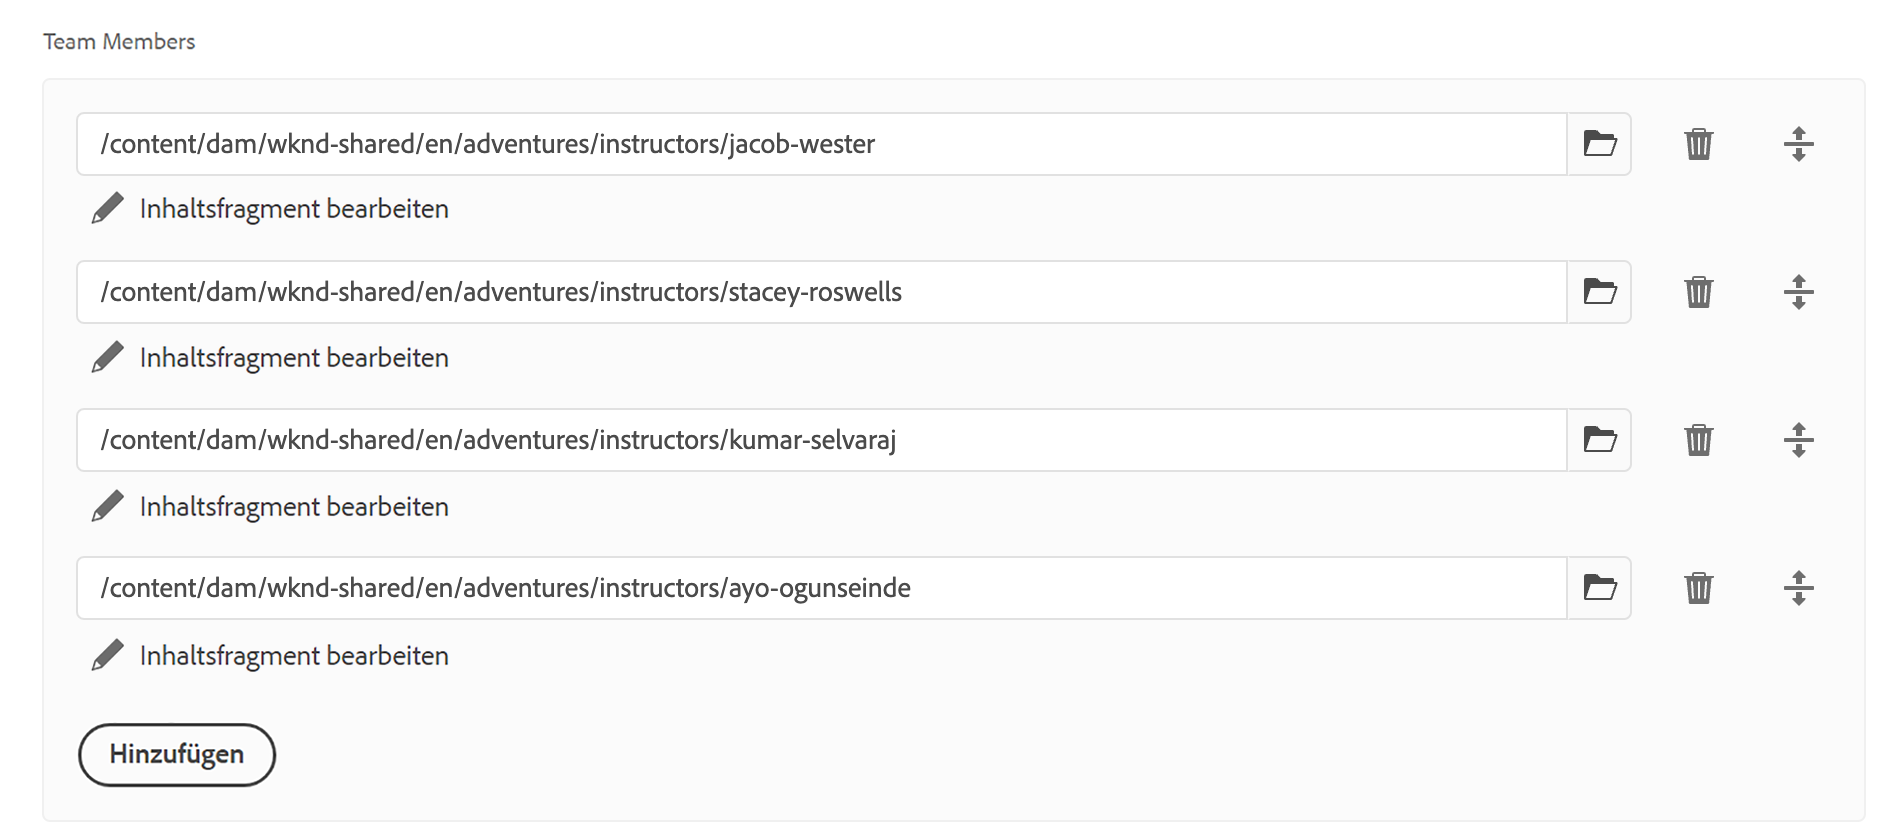 Team Members
/content/dam/wknd-shared/en/adventures/instructors/jacob-wester
Inhaltsfragment bearbeiten
/content/dam/wknd-shared/en/adventures/instructors/stacey-roswells
Inhaltsfragment bearbeiten
/content/dam/wknd-shared/en/adventures/instructors/kumar-selvaraj
Inhaltsfragment bearbeiten
/content/dam/wknd-shared/en/adventures/instructors/ayo-ogunseinde
Inhaltsfragment bearbeiten
Hinzufügen